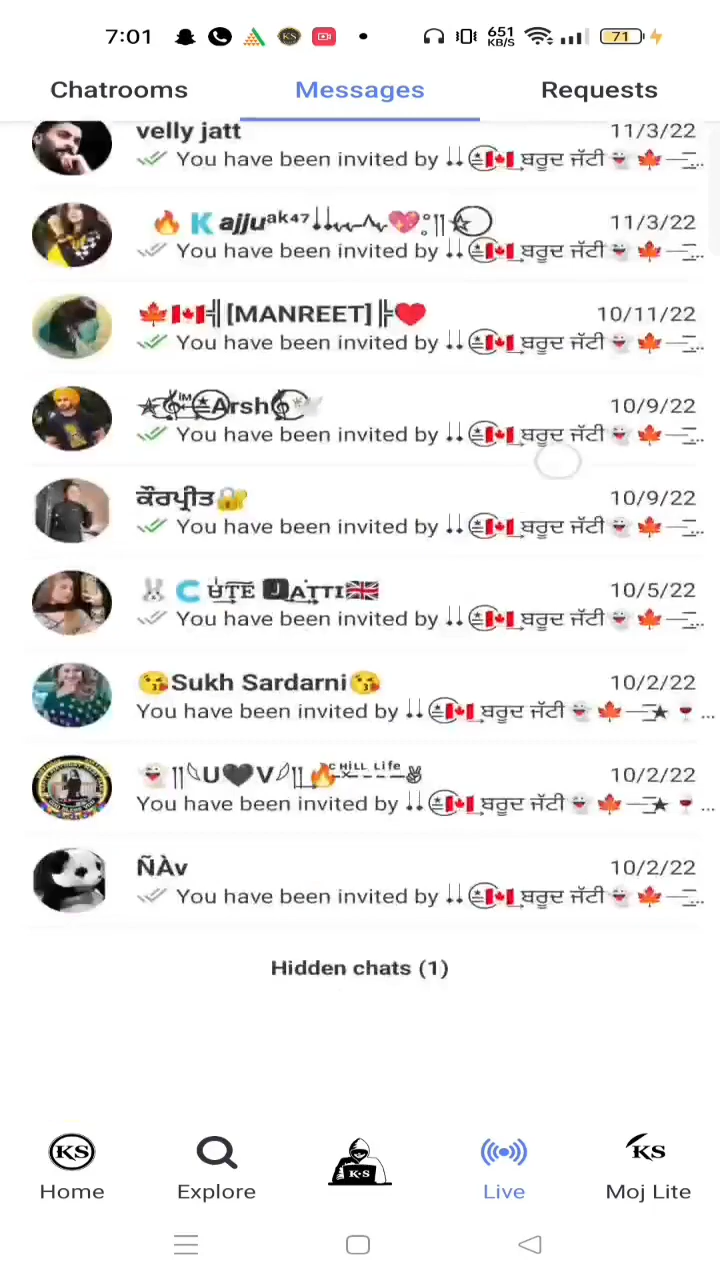 7:01 KS 651 KB/S 71
Chatrooms Messages Requests
velly jatt 11/3/22
You have been invited by ⇃⇂ 🇨🇦 ਬਰੂਦ ਜੱਟੀ 👻 🍁 ...
🔥 K ajjuᵃᵏ⁴⁷ 💖 11/3/22
You have been invited by ⇃⇂ 🇨🇦 ਬਰੂਦ ਜੱਟੀ 👻 🍁 ...
🍁🇨🇦╣[MANREET]╠❤️ 10/11/22
You have been invited by ⇃⇂ 🇨🇦 ਬਰੂਦ ਜੱਟੀ 👻 🍁 ...
IM Arsh 🕊️ 10/9/22
You have been invited by ⇃⇂ 🇨🇦 ਬਰੂਦ ਜੱਟੀ 👻 🍁 ...
ਕੌਰਪ੍ਰੀਤ🔐 10/9/22
You have been invited by ⇃⇂ 🇨🇦 ਬਰੂਦ ਜੱਟੀ 👻 🍁 ...
🐰 C UTE JATTI🇬🇧 10/5/22
You have been invited by ⇃⇂ 🇨🇦 ਬਰੂਦ ਜੱਟੀ 👻 🍁 ...
😘Sukh Sardarni😘 10/2/22
You have been invited by ⇃⇂ 🇨🇦 ਬਰੂਦ ਜੱਟੀ 👻 🍁 ★ 🍷 ...
👻 U🖤V 🔥CHiLL Life✌ 10/2/22
You have been invited by ⇃⇂ 🇨🇦 ਬਰੂਦ ਜੱਟੀ 👻 🍁 ★ 🍷 ...
ÑÀv 10/2/22
You have been invited by ⇃⇂ 🇨🇦 ਬਰੂਦ ਜੱਟੀ 👻 🍁 ...
Hidden chats (1)
KS K·S KS
Home Explore Live Moj Lite